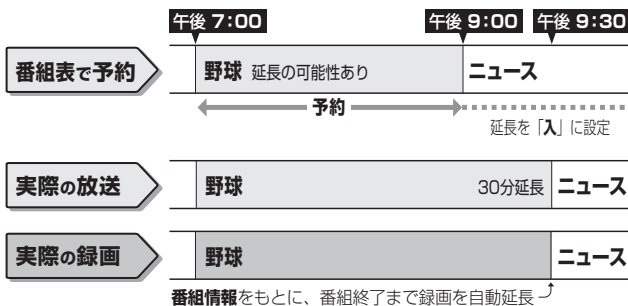 午後 7:00 午後 9:00 午後 9:30
番組表で予約 野球 延長の可能性あり ニュース
予約
延長を「入」に設定
実際の放送 野球 30分延長 ニュース
実際の録画 野球 ニュース
番組情報をもとに、番組終了まで録画を自動延長